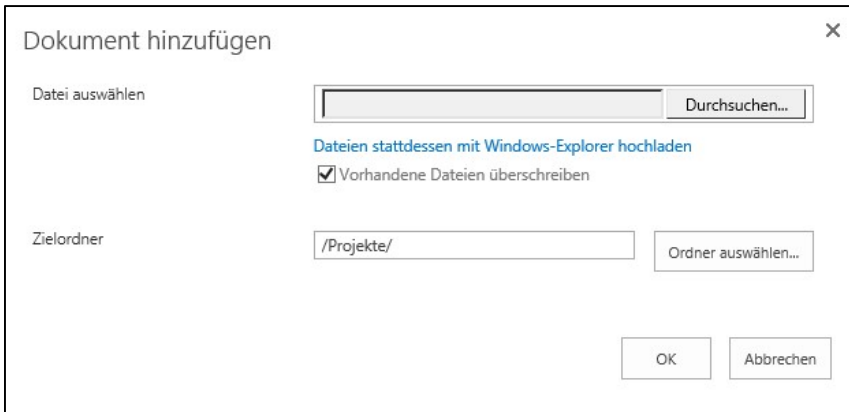 Dokument hinzufügen
Datei auswählen
Durchsuchen...
Dateien stattdessen mit Windows-Explorer hochladen
Vorhandene Dateien überschreiben
Zielordner
/Projekte/
Ordner auswählen...
OK
Abbrechen